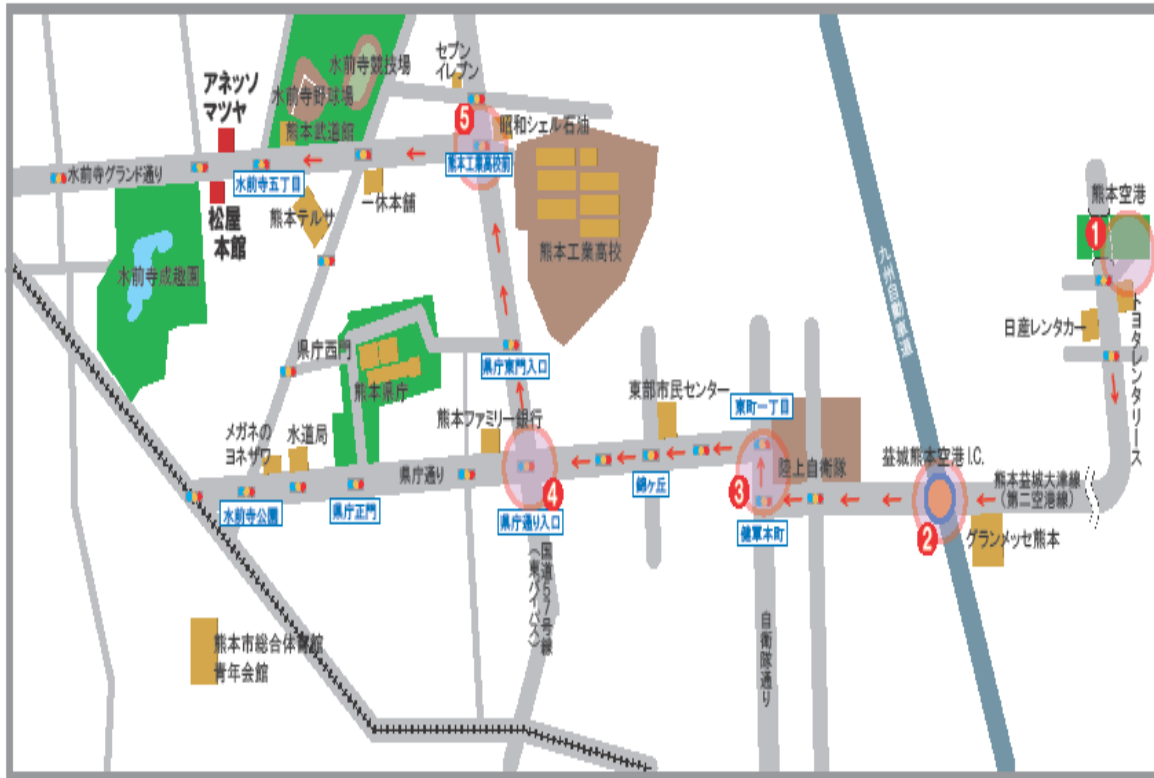 セブン
イレブン
水前寺競技場
アネッソ
マツヤ
水前寺野球場
5
昭和シェル石油
熊本武道館
熊本工業高校前
水前寺グランド通り
水前寺五丁目
一休本舗
松屋
本館
熊本テルサ
熊本工業高校
水前寺成趣園
熊本空港
1
九州自動車道
日産レンタカー
トヨタレンタリース
県庁西門
県庁東門入口
熊本県庁
東部市民センター
東町一丁目
熊本ファミリー銀行
メガネの
ヨネザワ
水道局
県庁通り
陸上自衛隊
益城熊本空港I.C.
熊本益城大津線
(第二空港線)
4
錦ヶ丘
3
水前寺公園
県庁正門
県庁通り入口
健軍本町
2
グランメッセ熊本
国道57号線
(東バイパス)
自衛隊通り
熊本市総合体育館
青年会館